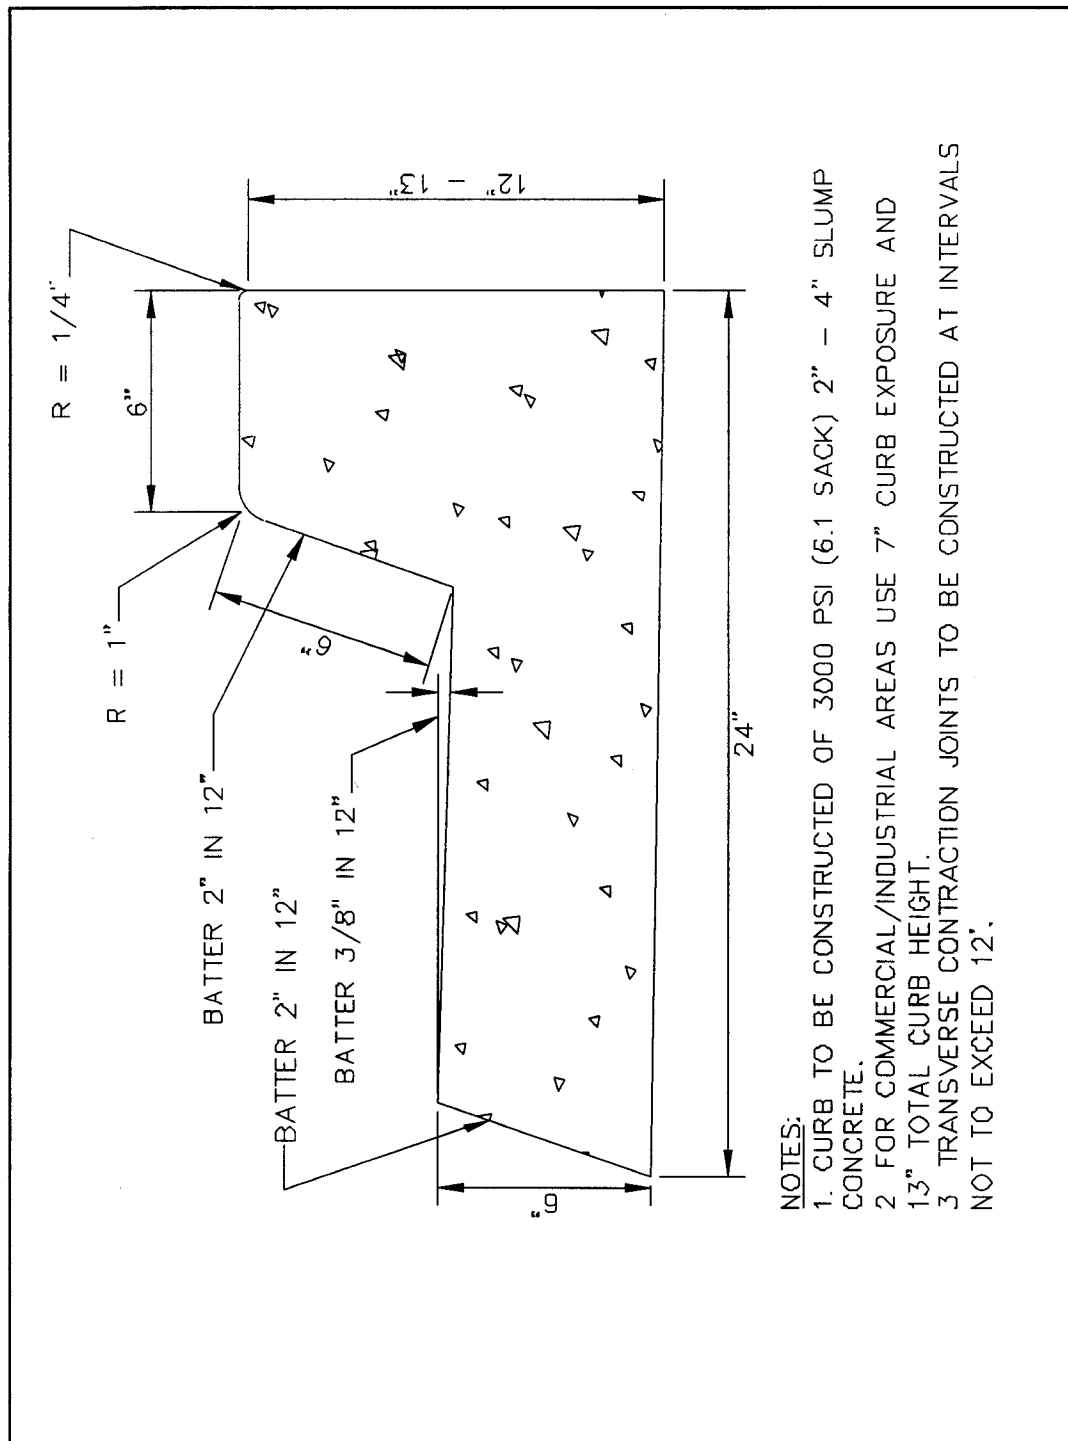 R = 1/4"
6"
R = 1"
12" - 13"
6"
BATTER 2" IN 12"
BATTER 2" IN 12"
BATTER 3/8" IN 12"
6"
24"
NOTES:
1. CURB TO BE CONSTRUCTED OF 3000 PSI (6.1 SACK) 2" - 4" SLUMP
CONCRETE.
2 FOR COMMERCIAL/INDUSTRIAL AREAS USE 7" CURB EXPOSURE AND
13" TOTAL CURB HEIGHT.
3 TRANSVERSE CONTRACTION JOINTS TO BE CONSTRUCTED AT INTERVALS
NOT TO EXCEED 12'.